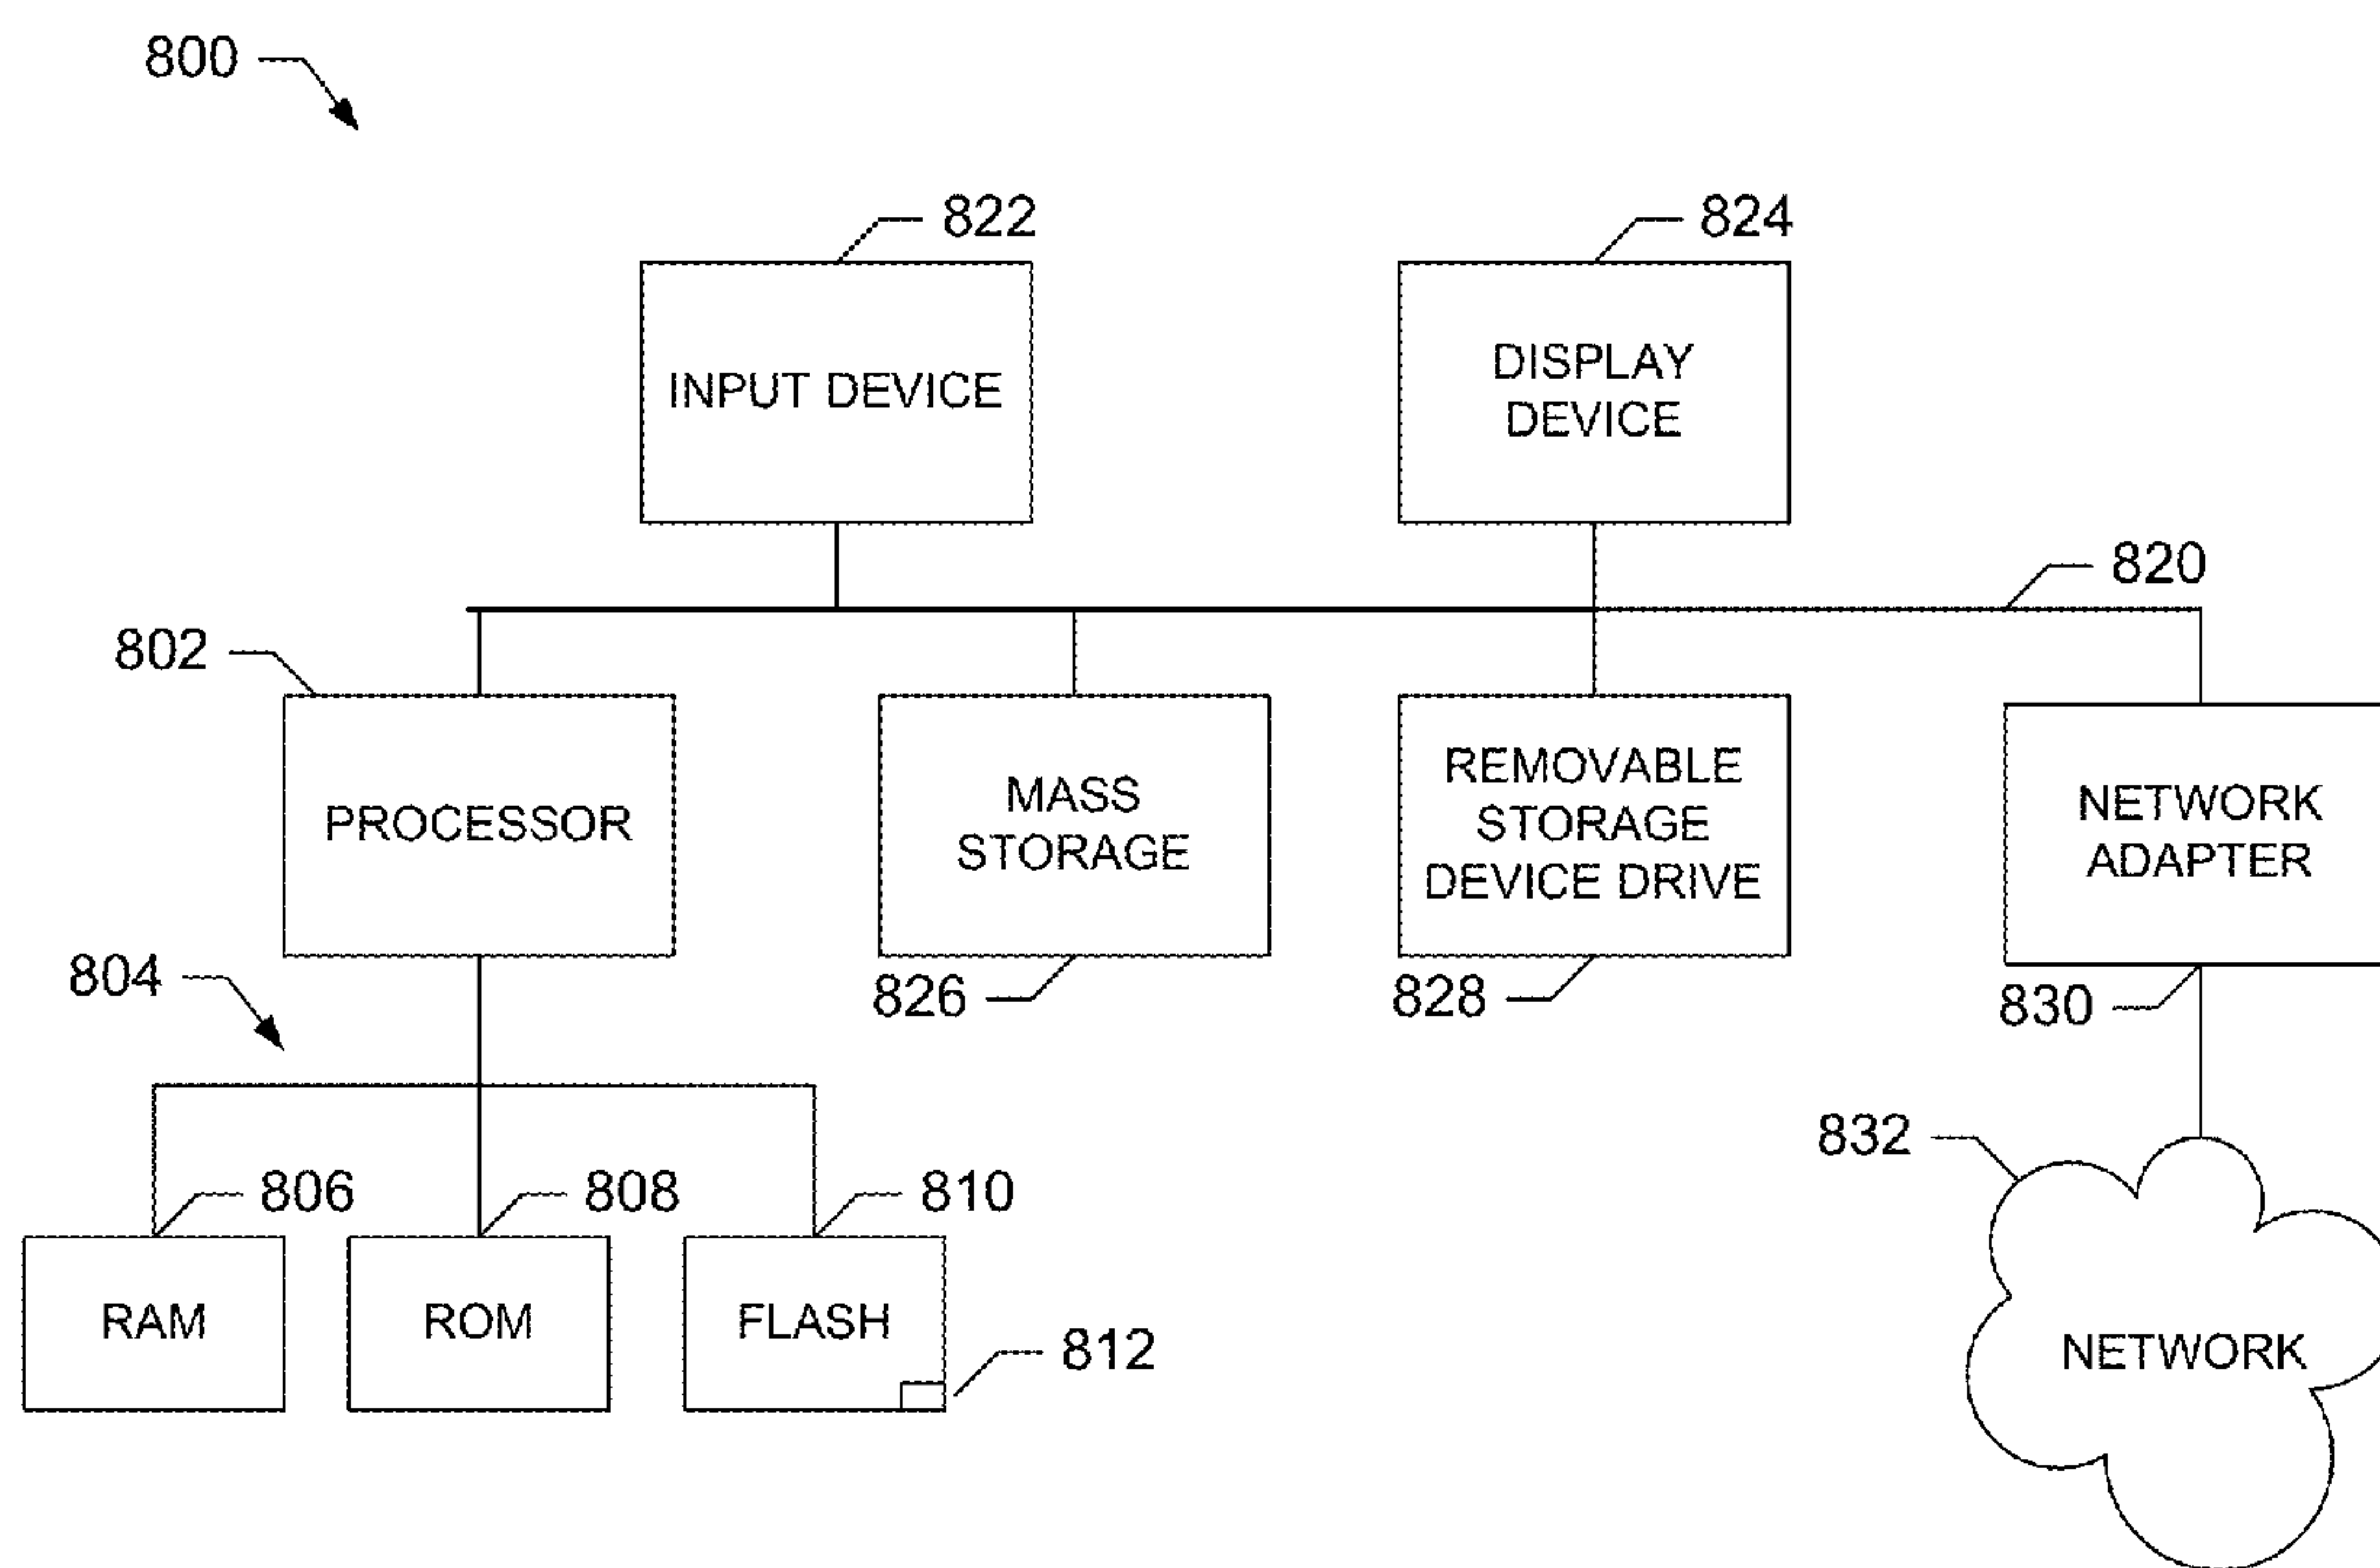 800
822
824
INPUT DEVICE
DISPLAY
DEVICE
820
802
PROCESSOR
MASS
STORAGE
REMOVABLE
STORAGE
DEVICE DRIVE
NETWORK
ADAPTER
804
826
828
830
832
806
808
810
RAM
ROM
FLASH
812
NETWORK